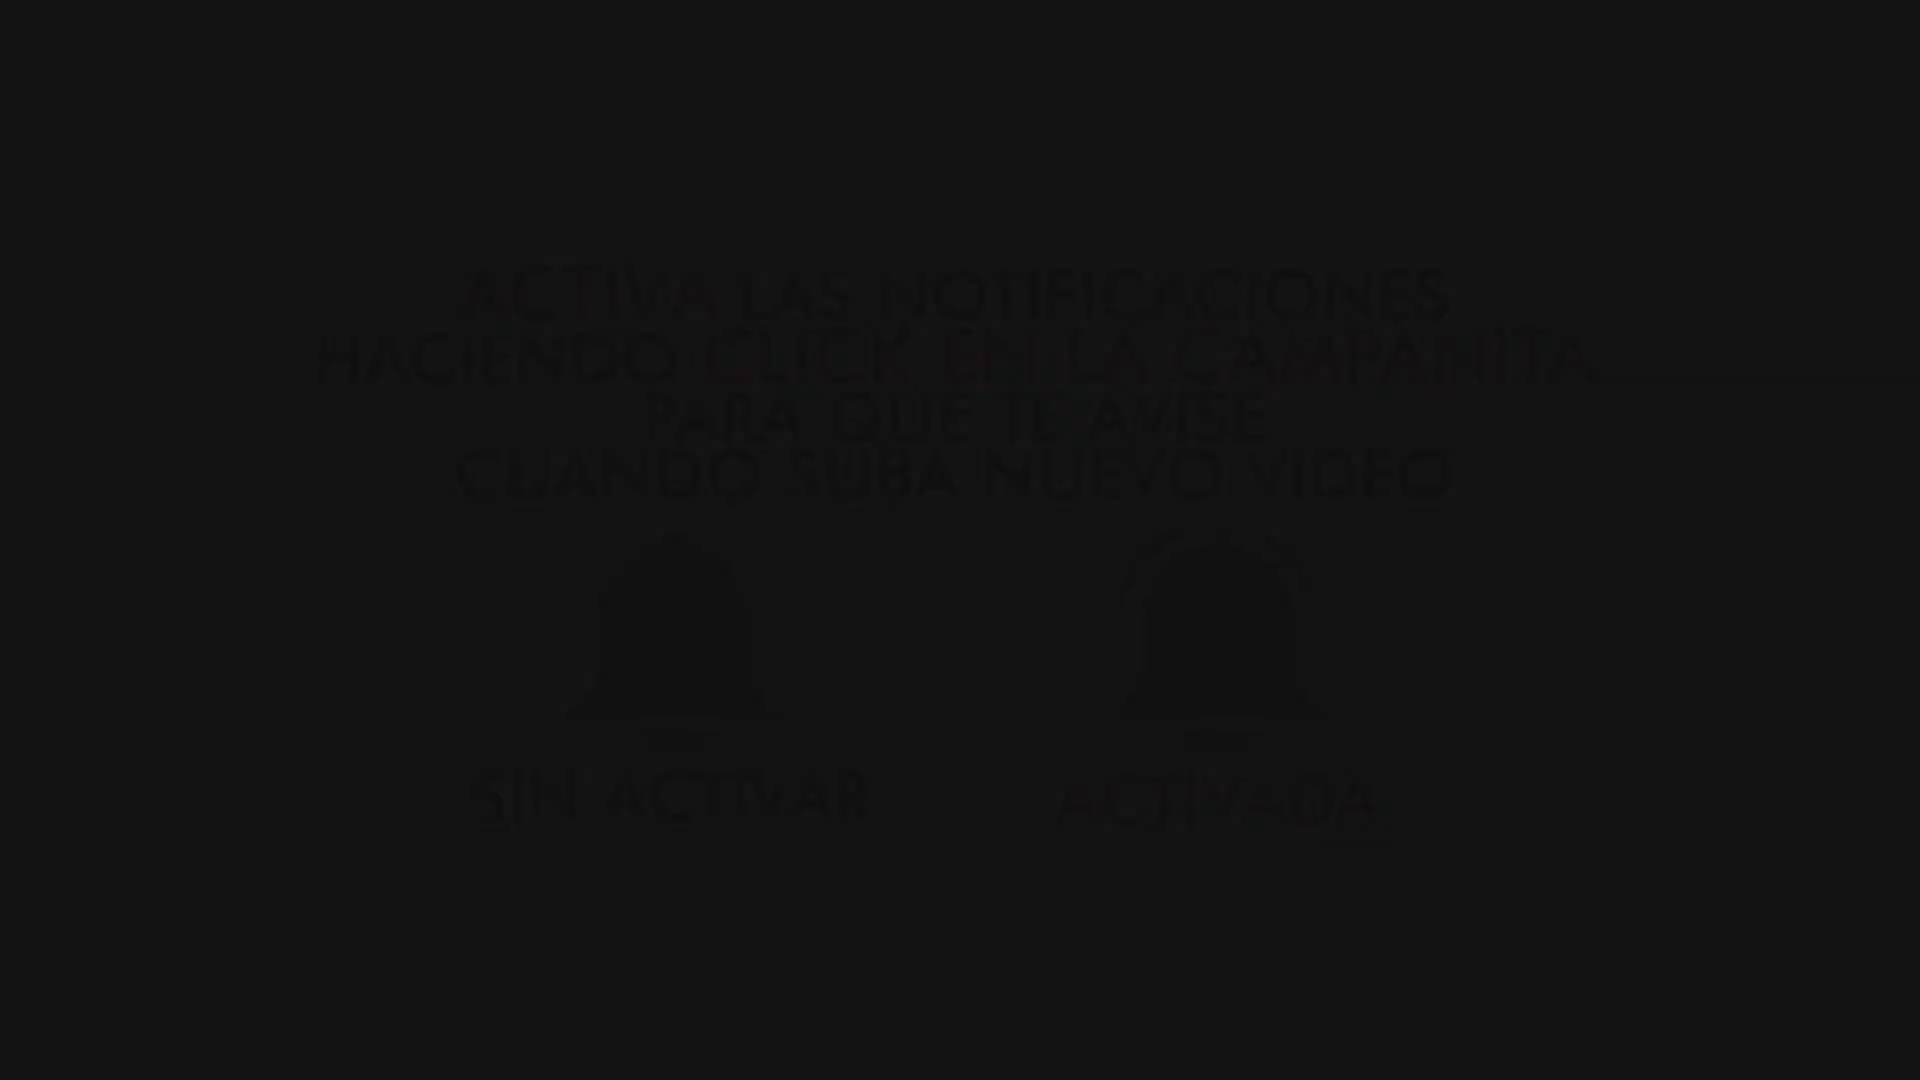 ACTIVA LAS NOTIFICACIONES
HACIENDO CLICK EN LA CAMPANITA
PARA QUE TE AVISE
CUANDO SUBA NUEVO VIDEO
SIN ACTIVAR
ACTIVADA